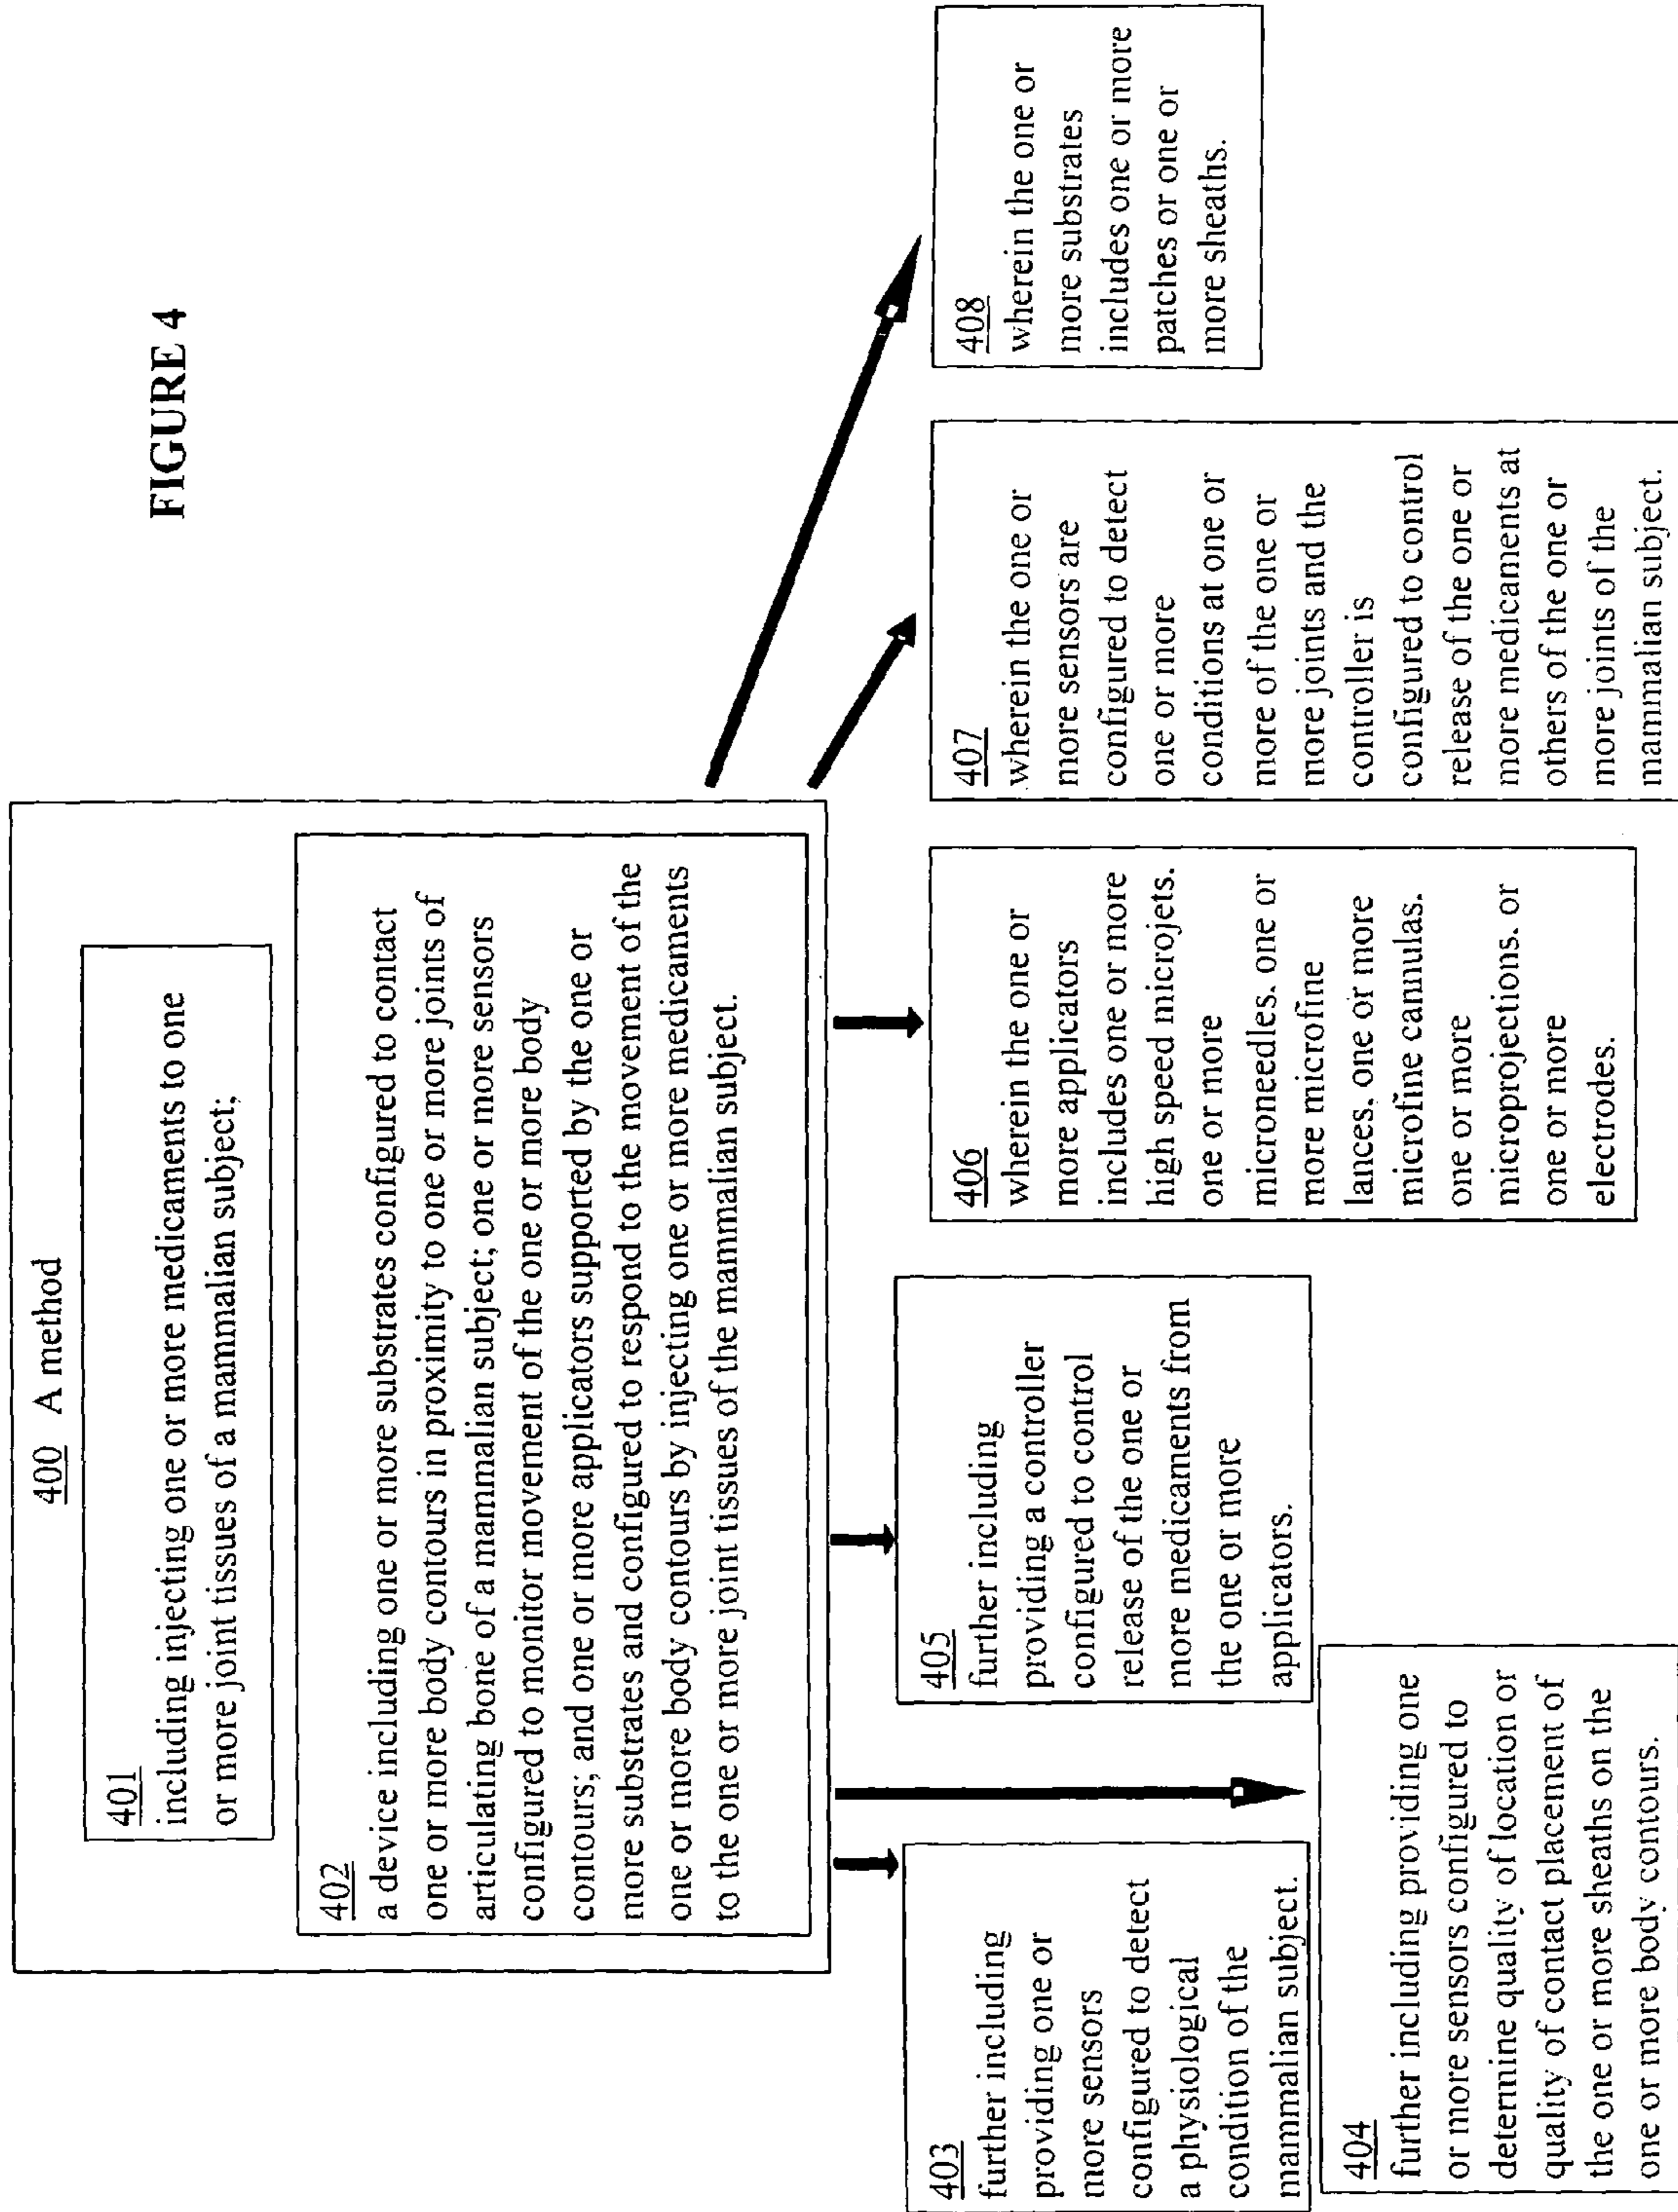 FIGURE 4
400 A method
401
including injecting one or more medicaments to one
or more joint tissues of a mammalian subject;
402
a device including one or more substrates configured to contact
one or more body contours in proximity to one or more joints of
articulating bone of a mammalian subject; one or more sensors
configured to monitor movement of the one or more body
contours; and one or more applicators supported by the one or
more substrates and configured to respond to the movement of the
one or more body contours by injecting one or more medicaments
to the one or more joint tissues of the mammalian subject.
403
further including
providing one or
more sensors
configured to detect
a physiological
condition of the
mammalian subject.
404
further including providing one
or more sensors configured to
determine quality of location or
quality of contact placement of
the one or more sheaths on the
one or more body contours.
405
further including
providing a controller
configured to control
release of the one or
more medicaments from
the one or more
applicators.
406
wherein the one or
more applicators
includes one or more
high speed microjets.
one or more
microneedles. one or
more microfine
lances. one or more
microfine cannulas.
one or more
microprojections. or
one or more
electrodes.
407
wherein the one or
more sensors are
configured to detect
one or more
conditions at one or
more of the one or
more joints and the
controller is
configured to control
release of the one or
more medicaments at
others of the one or
more joints of the
mammalian subject.
408
wherein the one or
more substrates
includes one or more
patches or one or
more sheaths.